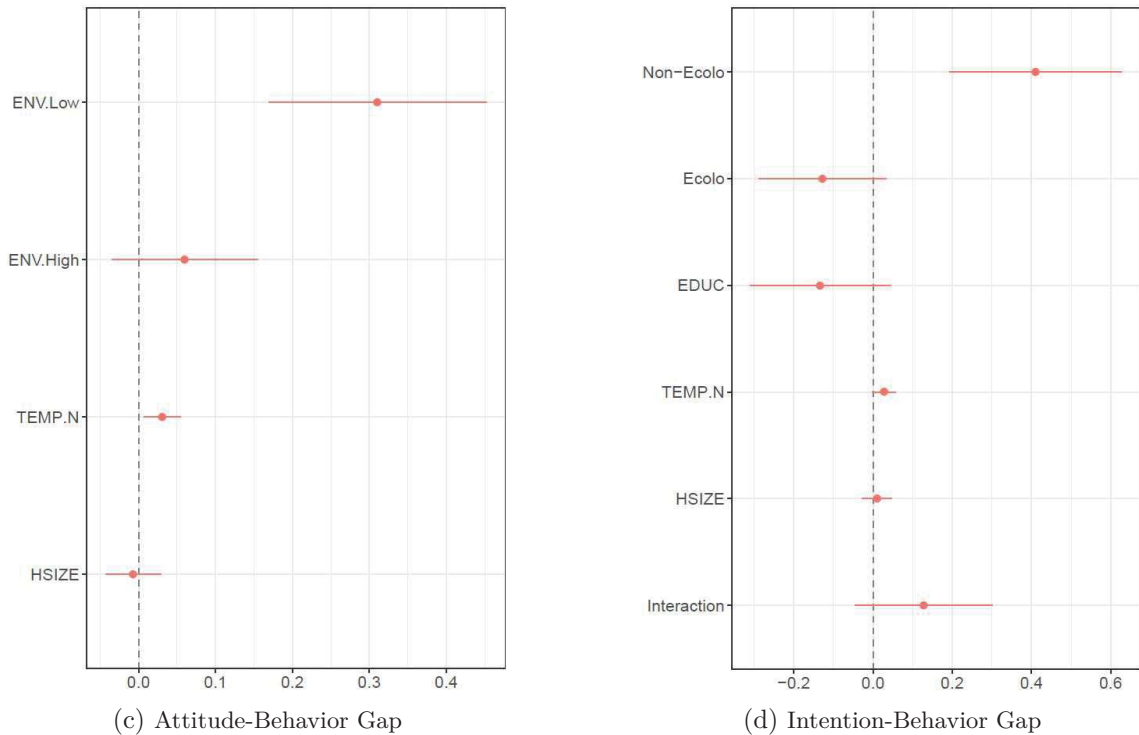 ENV.Low
ENV.High
TEMP.N
HSIZE
0.0 0.1 0.2 0.3 0.4
(c) Attitude-Behavior Gap
Non−Ecolo
Ecolo
EDUC
TEMP.N
HSIZE
Interaction
−0.2 0.0 0.2 0.4 0.6
(d) Intention-Behavior Gap